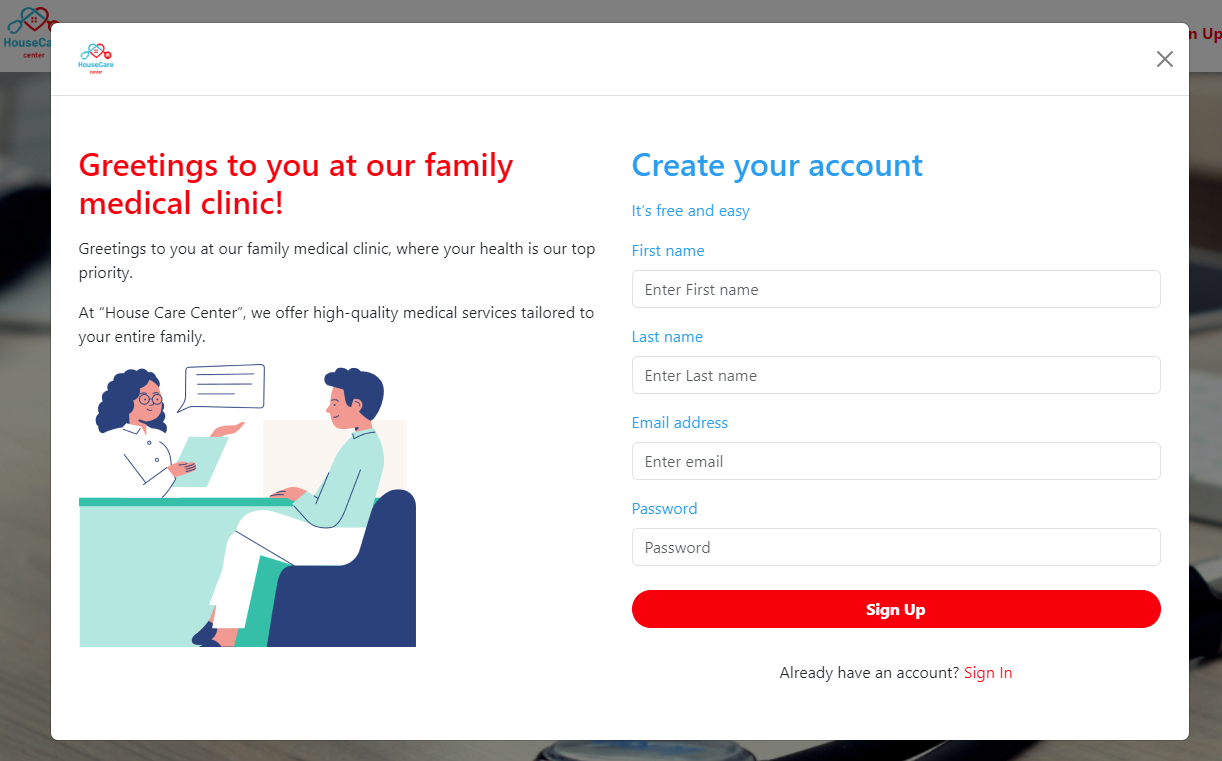 HouseCa
center
n Up
HouseCare
center
Greetings to you at our family
medical clinic!
Greetings to you at our family medical clinic, where your health is our top
priority.
At “House Care Center”, we offer high-quality medical services tailored to
your entire family.
Create your account
It’s free and easy
First name
Enter First name
Last name
Enter Last name
Email address
Enter email
Password
Password
Sign Up
Already have an account? Sign In